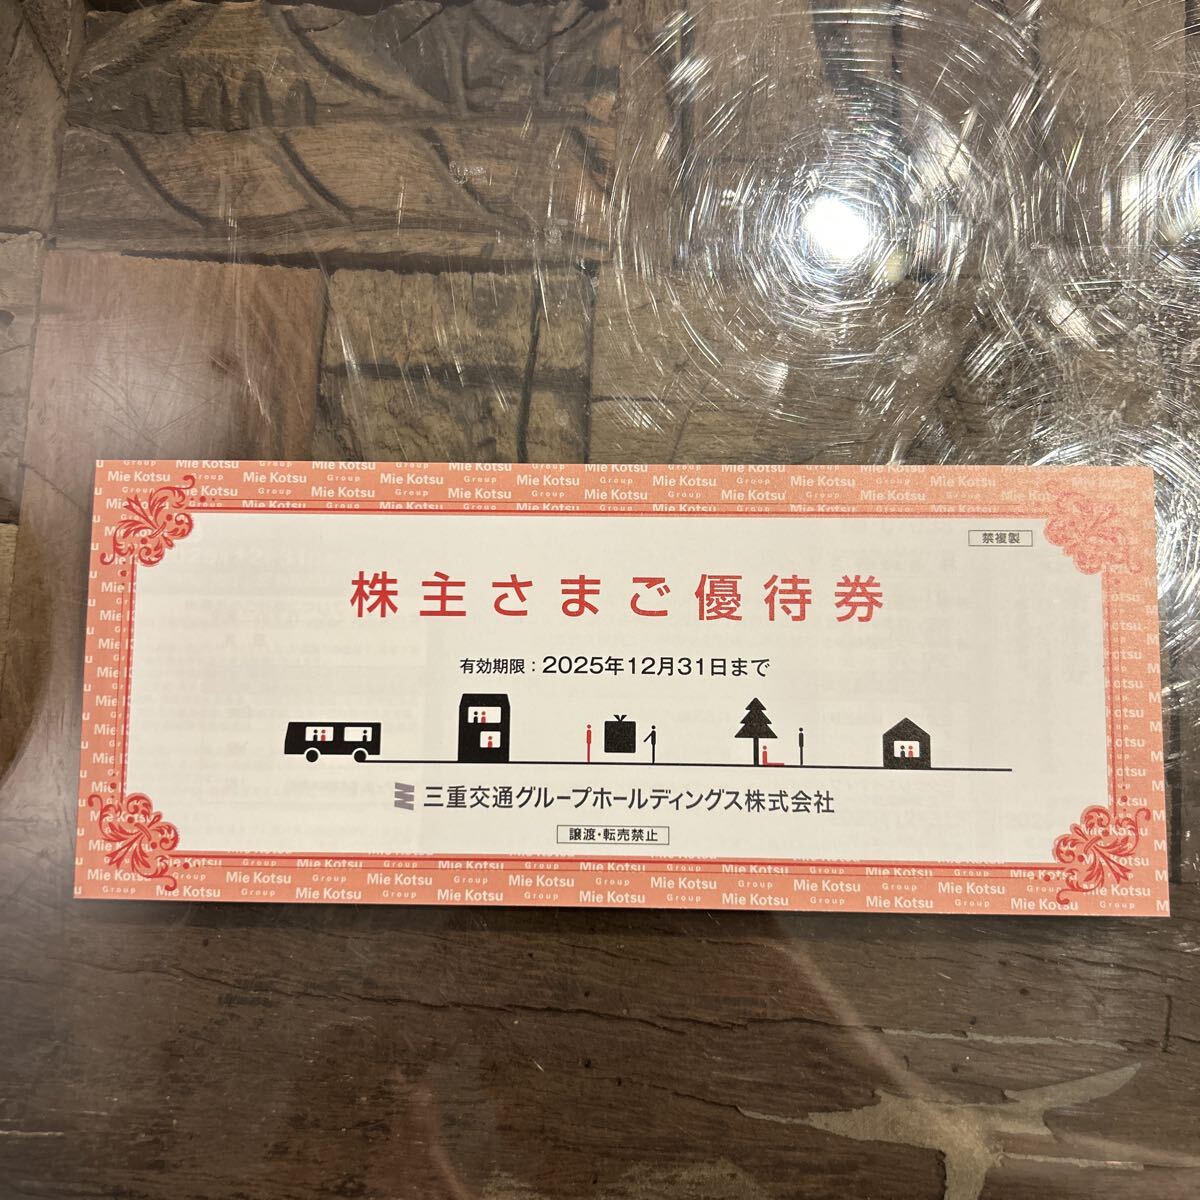 Mie Kotsu Group
禁複製
株主さまご優待券
有効期限：2025年12月31日まで
三重交通グループホールディングス株式会社
譲渡・転売禁止
Mie Kotsu Group